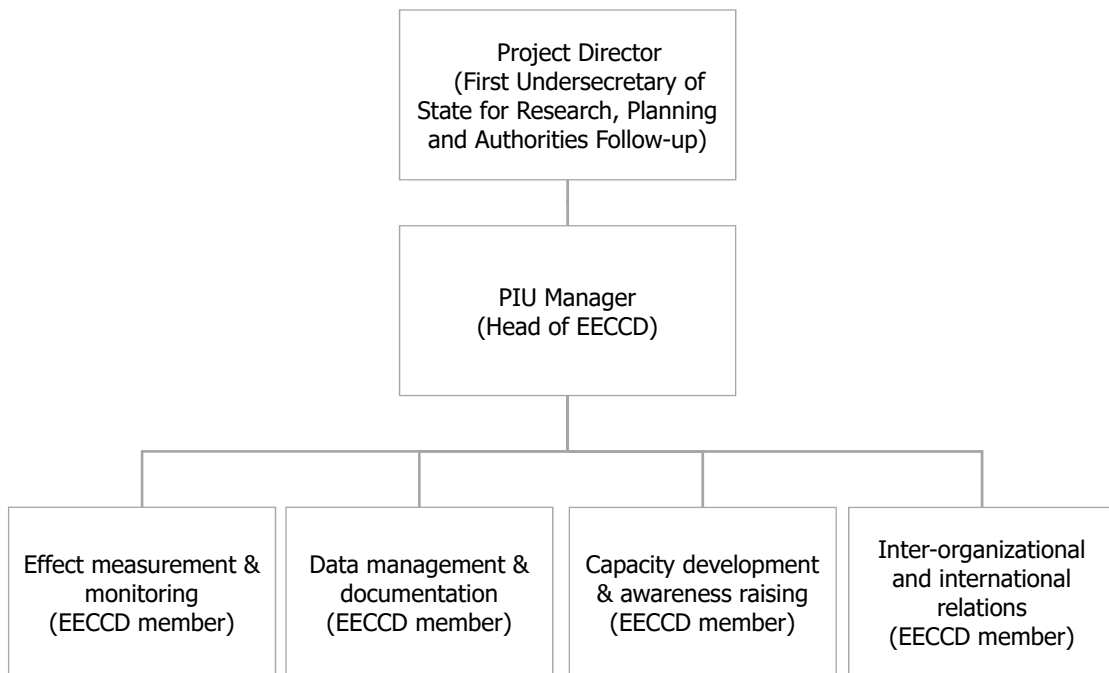 Project Director
(First Undersecretary of
State for Research, Planning
and Authorities Follow-up)
PIU Manager
(Head of EECCD)
Effect measurement &
monitoring
(EECCD member)
Data management &
documentation
(EECCD member)
Capacity development
& awareness raising
(EECCD member)
Inter-organizational
and international
relations
(EECCD member)